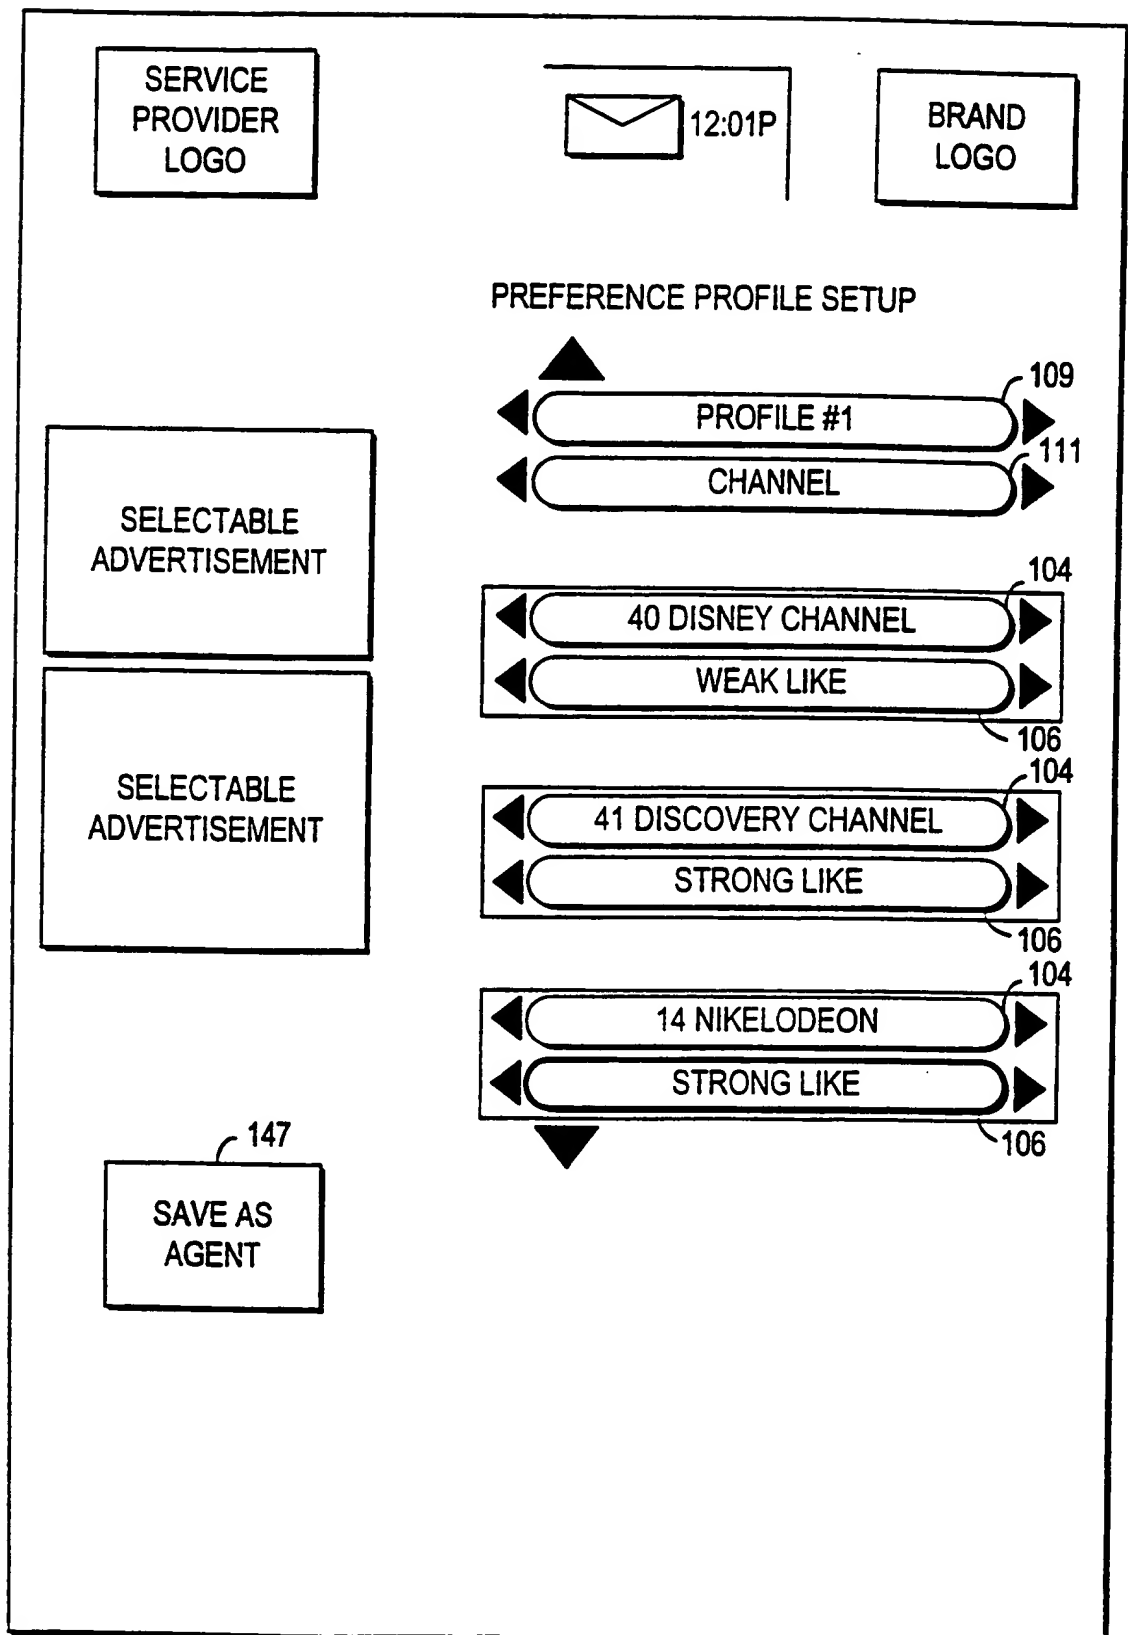 SERVICE
PROVIDER
LOGO
12:01P
BRAND
LOGO
PREFERENCE PROFILE SETUP
109
PROFILE #1
111
CHANNEL
SELECTABLE
ADVERTISEMENT
104
40 DISNEY CHANNEL
WEAK LIKE
106
SELECTABLE
ADVERTISEMENT
104
41 DISCOVERY CHANNEL
STRONG LIKE
106
104
14 NIKELODEON
STRONG LIKE
106
147
SAVE AS
AGENT